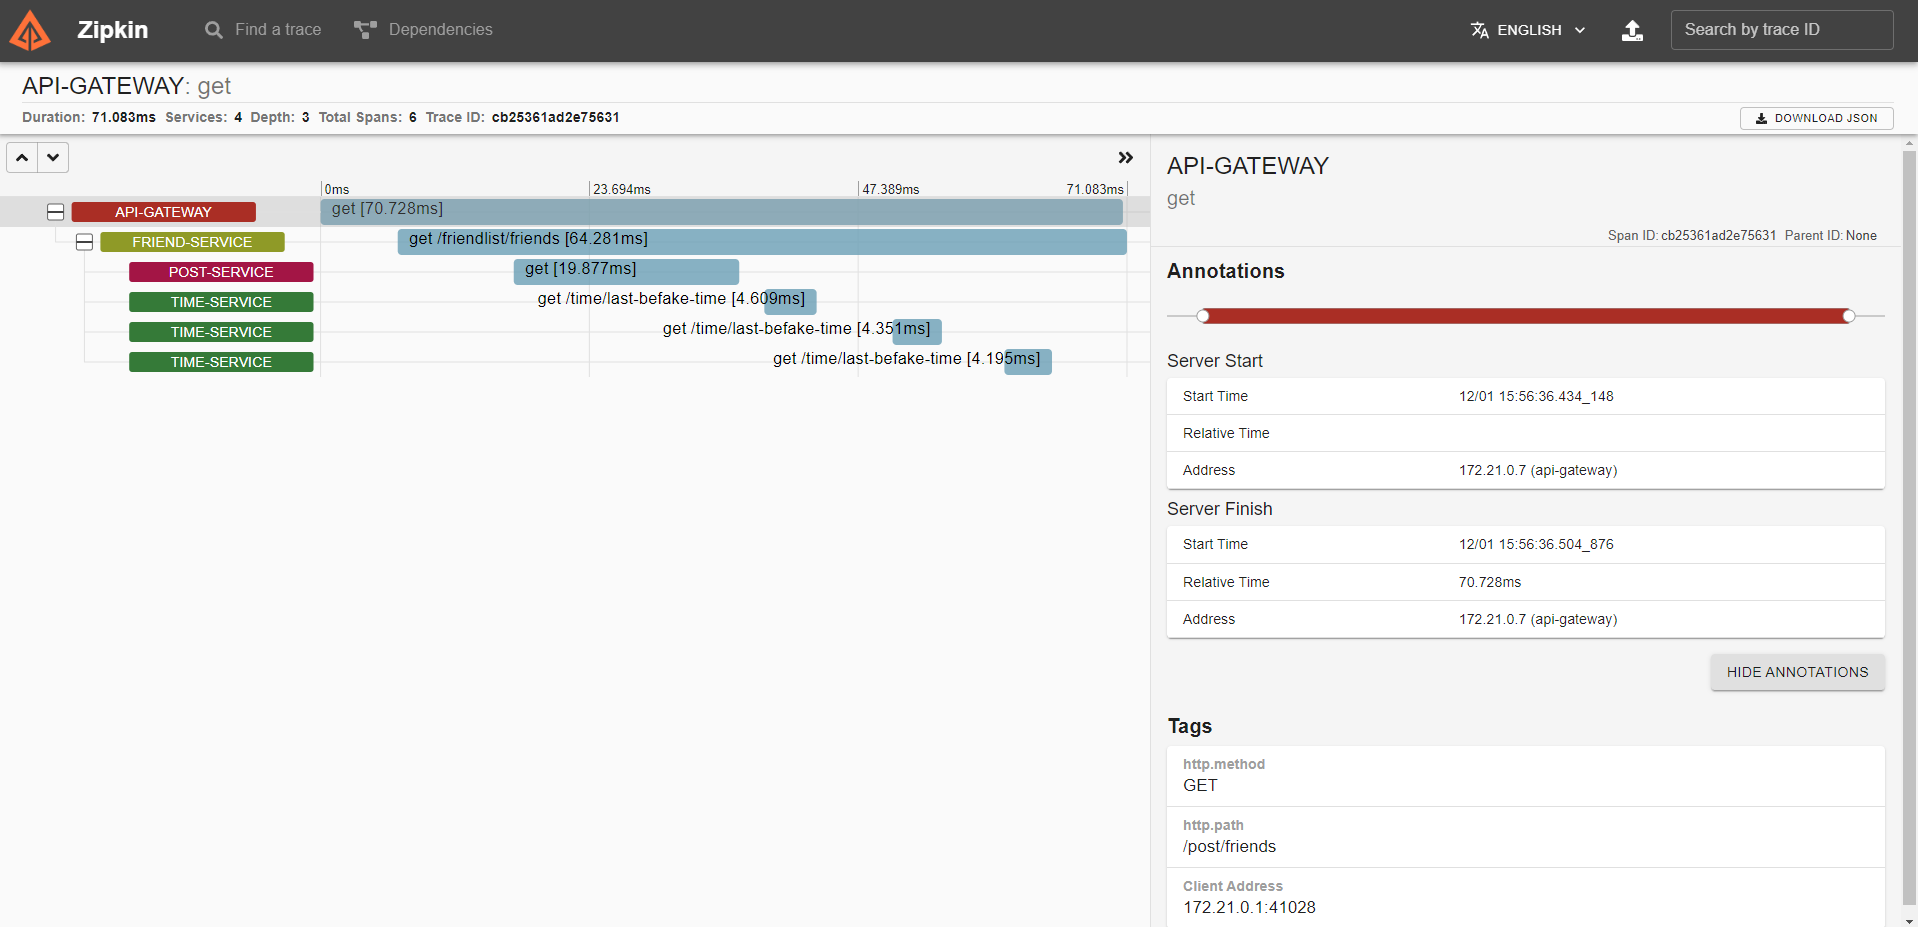 Zipkin
Find a trace
Dependencies
ENGLISH
Search by trace ID
API-GATEWAY: get
Duration: 71.083ms Services: 4 Depth: 3 Total Spans: 6 Trace ID: cb25361ad2e75631
DOWNLOAD JSON
0ms 23.694ms 47.389ms 71.083ms
API-GATEWAY get [70.728ms]
FRIEND-SERVICE get /friendlist/friends [64.281ms]
POST-SERVICE get [19.877ms]
TIME-SERVICE get /time/last-befake-time [4.609ms]
TIME-SERVICE get /time/last-befake-time [4.351ms]
TIME-SERVICE get /time/last-befake-time [4.195ms]
API-GATEWAY
get
Span ID: cb25361ad2e75631 Parent ID: None
Annotations
Server Start
Start Time 12/01 15:56:36.434_148
Relative Time
Address 172.21.0.7 (api-gateway)
Server Finish
Start Time 12/01 15:56:36.504_876
Relative Time 70.728ms
Address 172.21.0.7 (api-gateway)
HIDE ANNOTATIONS
Tags
http.method
GET
http.path
/post/friends
Client Address
172.21.0.1:41028